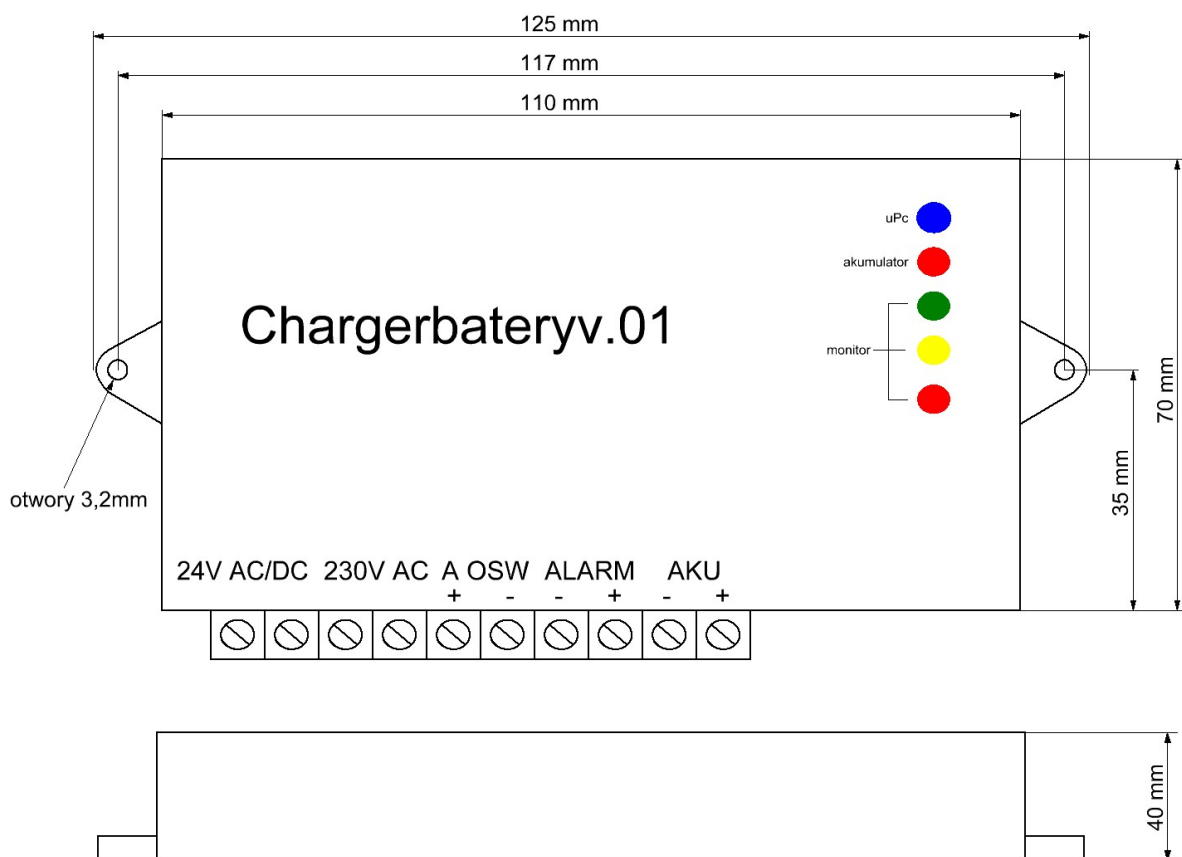 125 mm
117 mm
110 mm
uPc
akumulator
Chargerbateryv.01
monitor
70 mm
35 mm
otwory 3,2mm
24V AC/DC 230V AC A OSW ALARM AKU
+ - - + - +
40 mm